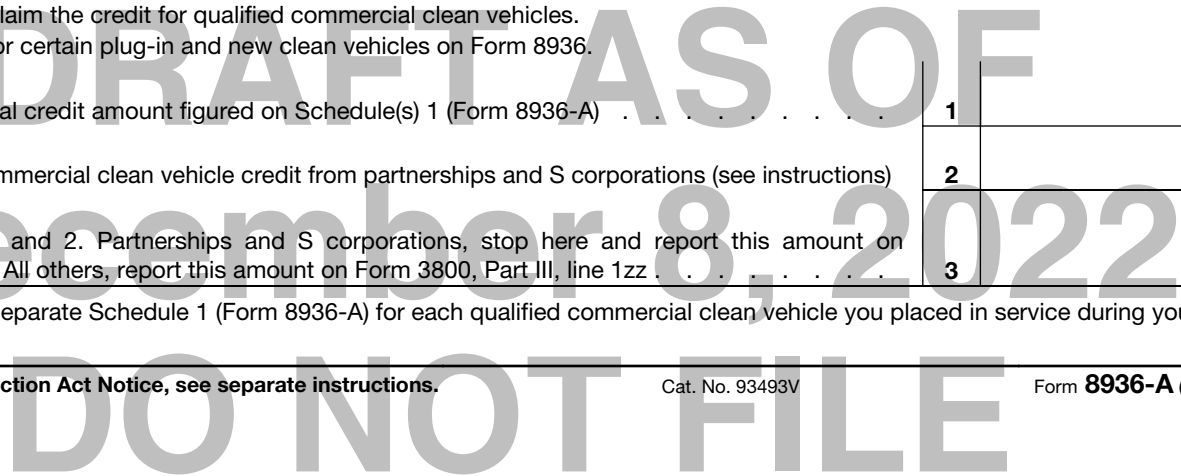 laim the credit for qualified commercial clean vehicles.
or certain plug-in and new clean vehicles on Form 8936.
DRAFT AS OF
al credit amount figured on Schedule(s) 1 (Form 8936-A) . . . . . . . . . 1
mmercial clean vehicle credit from partnerships and S corporations (see instructions) 2
ecember 8, 2022
and 2. Partnerships and S corporations, stop here and report this amount on
All others, report this amount on Form 3800, Part III, line 1zz . . . . . . . . 3
eparate Schedule 1 (Form 8936-A) for each qualified commercial clean vehicle you placed in service during you
ction Act Notice, see separate instructions. Cat. No. 93493V Form 8936-A (
DO NOT FILE